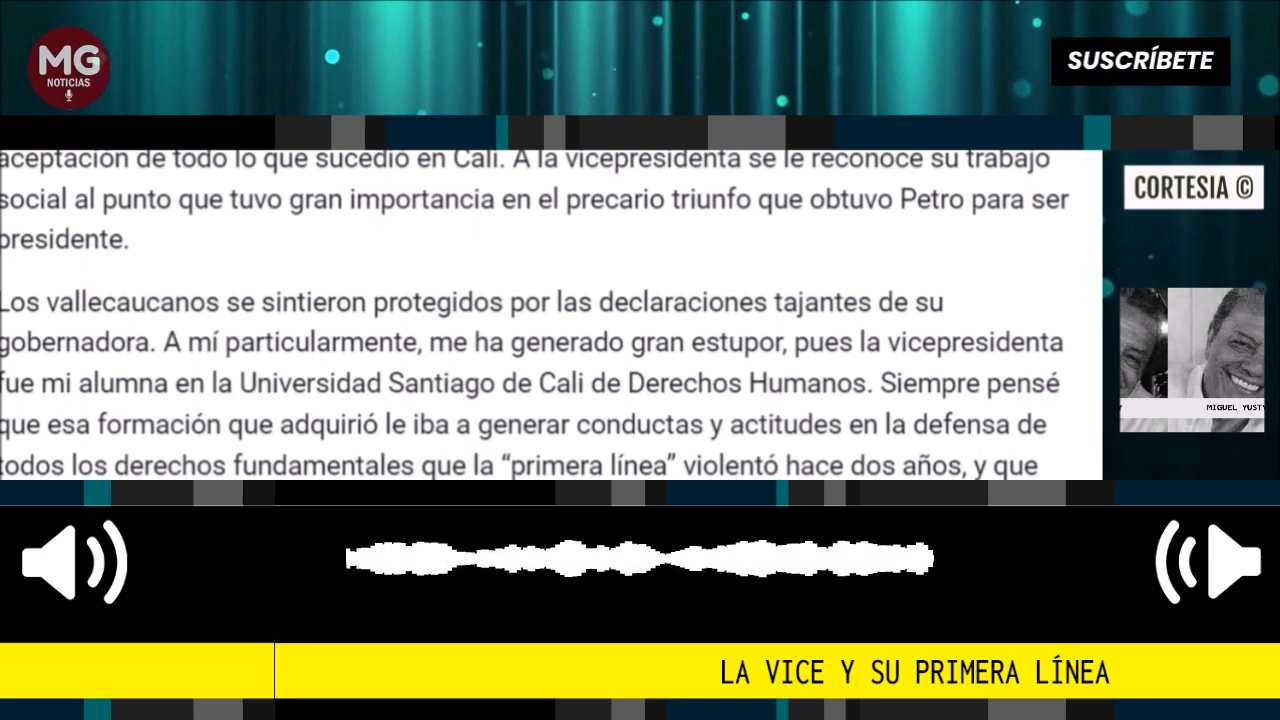 MG
NOTICIAS
SUSCRÍBETE
aceptación de todo lo que sucedió en Cali. A la vicepresidenta se le reconoce su trabajo
social al punto que tuvo gran importancia en el precario triunfo que obtuvo Petro para ser
presidente.
Los vallecaucanos se sintieron protegidos por las declaraciones tajantes de su
gobernadora. A mí particularmente, me ha generado gran estupor, pues la vicepresidenta
fue mi alumna en la Universidad Santiago de Cali de Derechos Humanos. Siempre pensé
que esa formación que adquirió le iba a generar conductas y actitudes en la defensa de
todos los derechos fundamentales que la “primera línea” violentó hace dos años, y que
CORTESIA ©
MIGUEL YUSTY
LA VICE Y SU PRIMERA LÍNEA